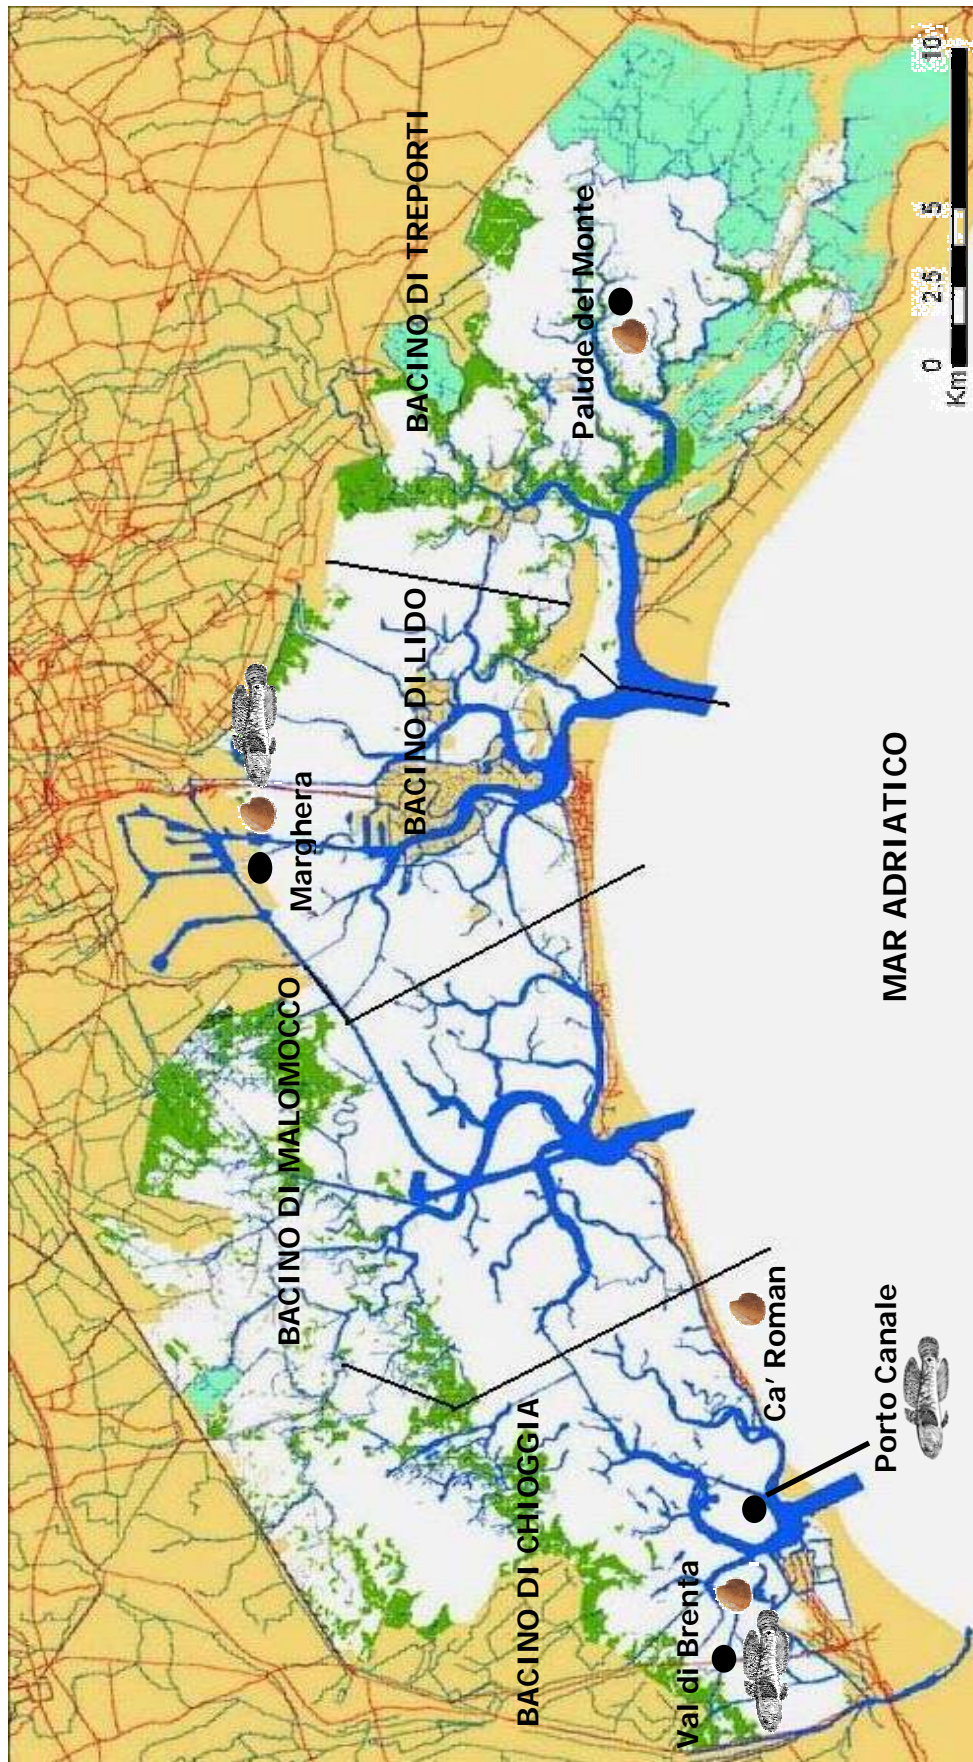 BACINO DI TREPORTI
Palude del Monte
BACINO DI LIDO
Marghera
BACINO DI MALOMOCCO
BACINO DI CHIOGGIA
Val di Brenta
Ca' Roman
Porto Canale
MAR ADRIATICO
Km 0 2.5 5 10